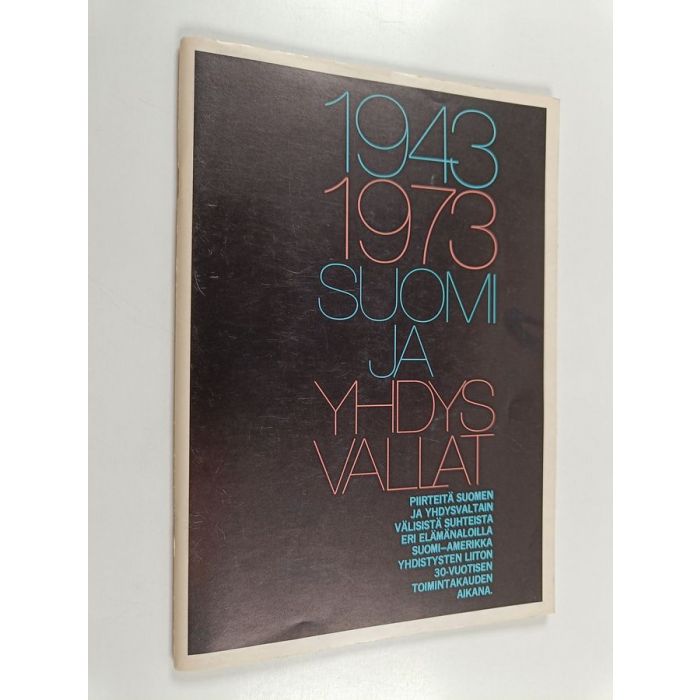 1943
1973
SUOMI
JA
YHDYS
VALLAT
PIIRTEITÄ SUOMEN
JA YHDYSVALTAIN
VÄLISISTÄ SUHTEISTA
ERI ELÄMÄNALOILLA
SUOMI–AMERIKKA
YHDISTYSTEN LIITON
30-VUOTISEN
TOIMINTAKAUDEN
AIKANA.